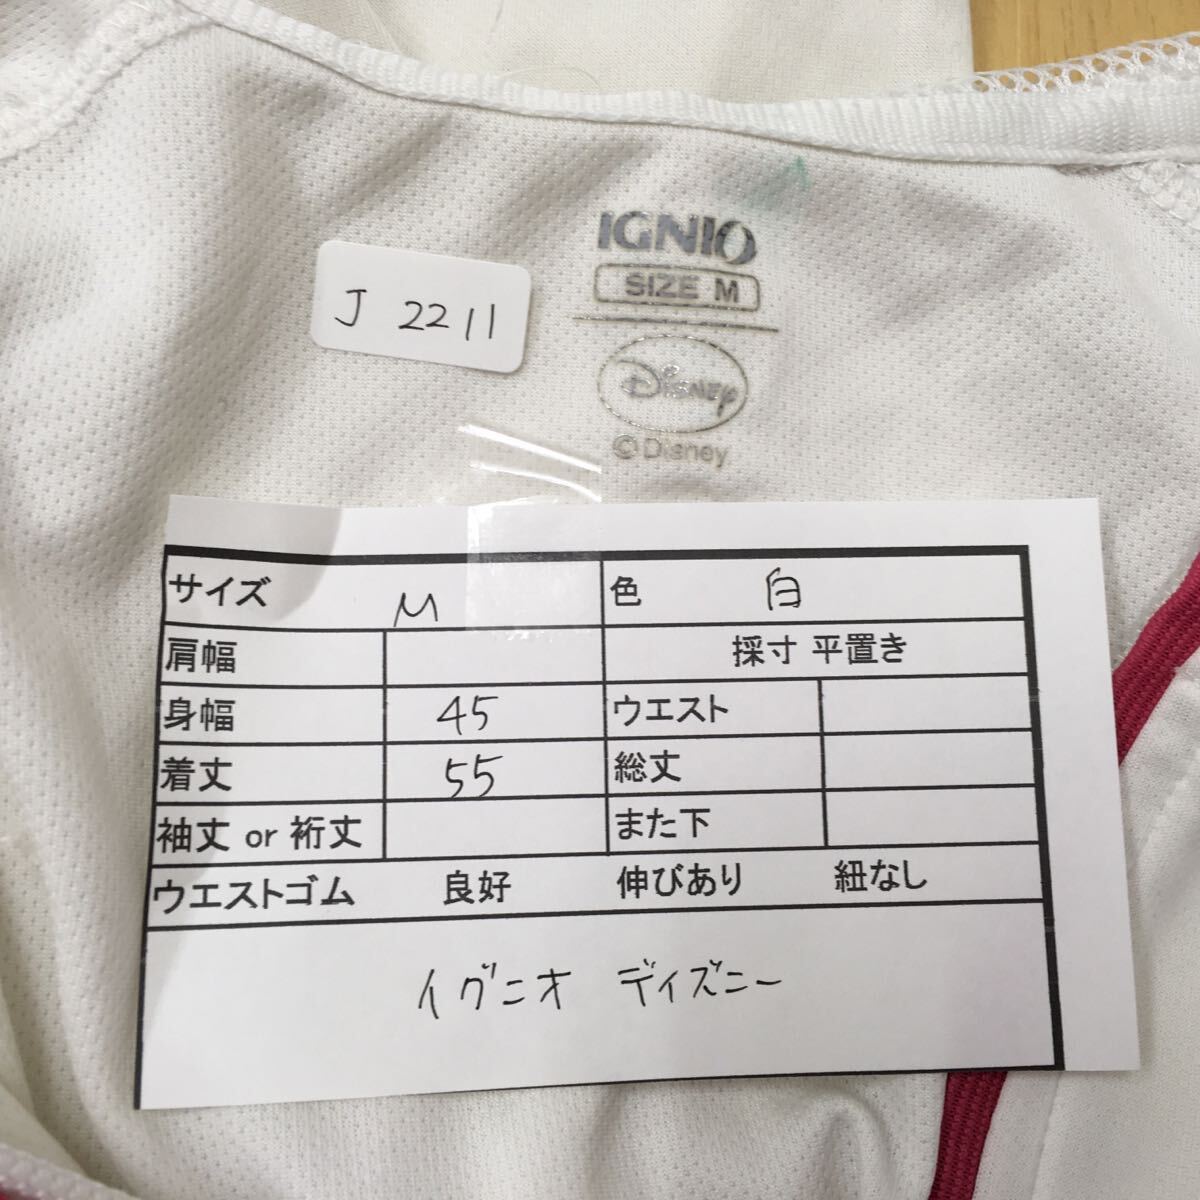 IGNIO
SIZE M
J 2211
Disney
©Disney
サイズ M 色 白
肩幅 採寸 平置き
身幅 45 ウエスト
着丈 55 総丈
袖丈 or 裄丈 また下
ウエストゴム 良好 伸びあり 紐なし
イグニオ ディズニー